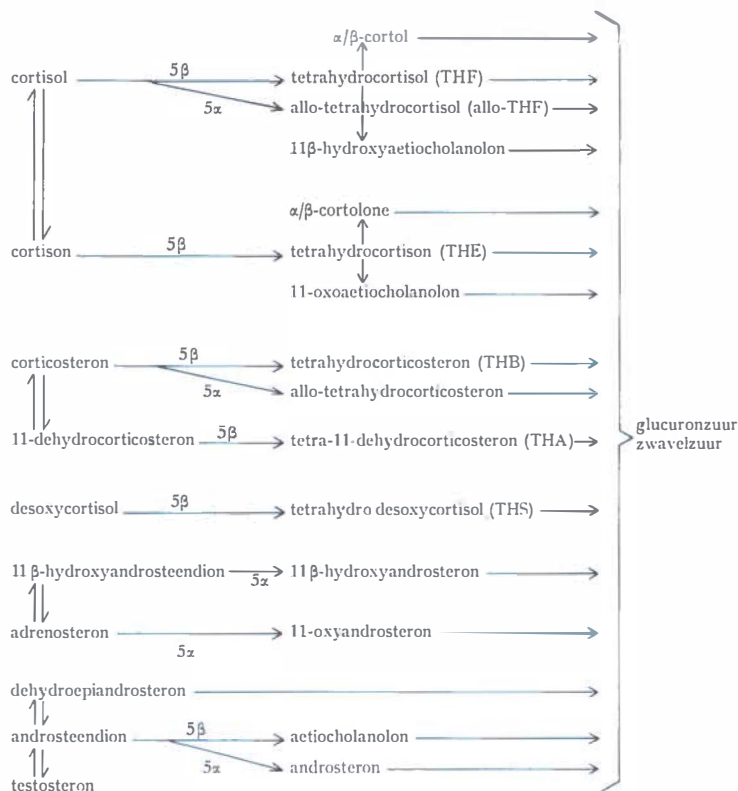 α/β-cortol
cortisol 5β tetrahydrocortisol (THF)
5α allo-tetrahydrocortisol (allo-THF)
11β-hydroxyaetiocholanolon
α/β-cortolone
cortison 5β tetrahydrocortison (THE)
11-oxoaetiocholanolon
corticosteron 5β tetrahydrocorticosteron (THB)
5α allo-tetrahydrocorticosteron
glucuronzuur
11-dehydrocorticosteron 5β tetra-11-dehydrocorticosteron (THA)
zwavelzuur
desoxycortisol 5β tetrahydro desoxycortisol (THS)
11β-hydroxyandrosteendion 5α 11β-hydroxyandrosteron
adrenosteron 5α 11-oxyandrosteron
dehydroepiandrosteron
androsteendion 5β aetiocholanolon
5α androsteron
testosteron